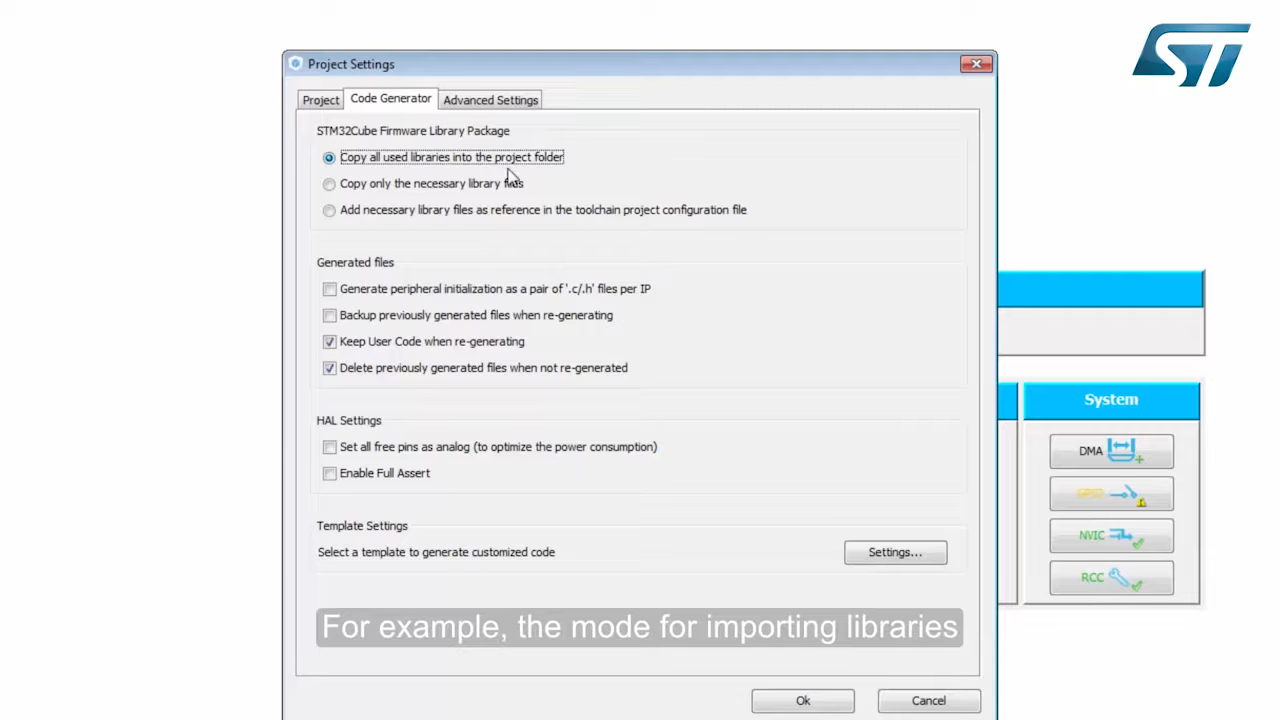 ST
Project Settings
Project
Code Generator
Advanced Settings
STM32Cube Firmware Library Package
Copy all used libraries into the project folder
Copy only the necessary library files
Add necessary library files as reference in the toolchain project configuration file
Generated files
Generate peripheral initialization as a pair of '.c/.h' files per IP
Backup previously generated files when re-generating
Keep User Code when re-generating
Delete previously generated files when not re-generated
HAL Settings
Set all free pins as analog (to optimize the power consumption)
Enable Full Assert
Template Settings
Select a template to generate customized code
Settings...
For example, the mode for importing libraries
Ok
Cancel
System
DMA
GPIO
NVIC
RCC